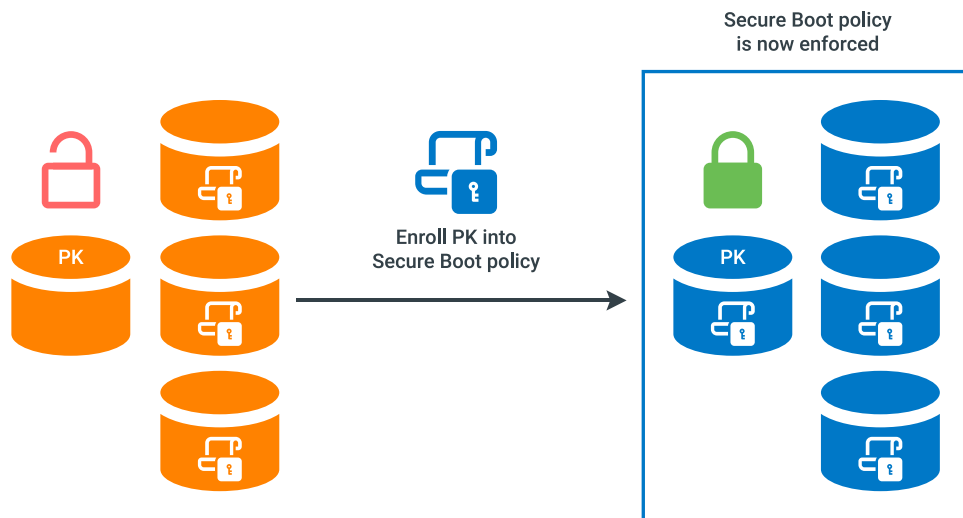 Secure Boot policy
is now enforced
PK
Enroll PK into
Secure Boot policy
PK